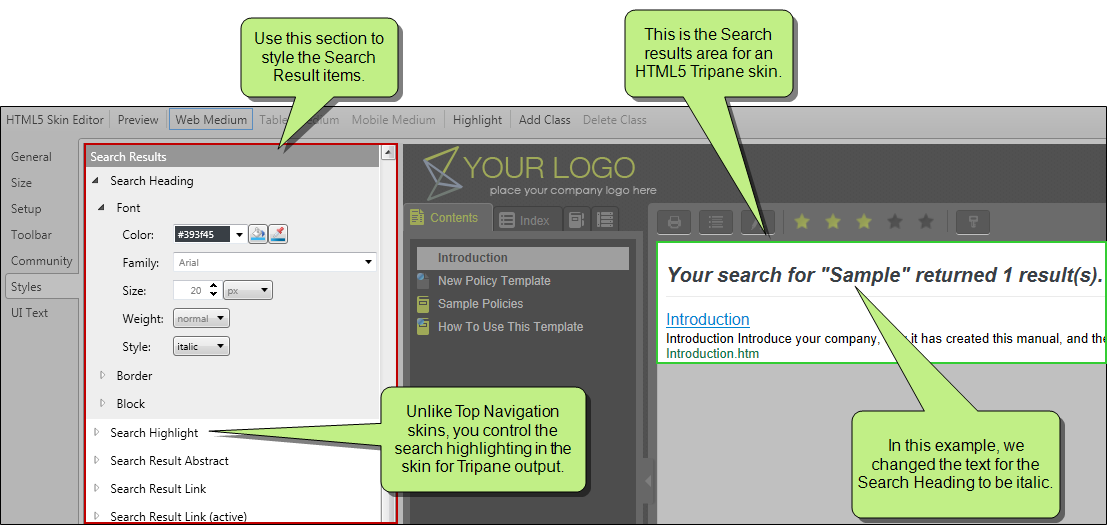 Use this section to
style the Search
Result items.
This is the Search
results area for an
HTML5 Tripane skin.
HTML5 Skin Editor Preview Web Medium Medium Mobile Medium Highlight Add Class Delete Class
General
Size
Setup
Toolbar
Community
Styles
UI Text
Search Results
Search Heading
Font
Color: #393f45
Family: Arial
Size: 20 px
Weight: normal
Style: italic
Border
Block
Search Highlight
Search Result Abstract
Search Result Link
Search Result Link (active)
Unlike Top Navigation
skins, you control the
search highlighting in the
skin for Tripane output.
YOUR LOGO
place your company logo here
Contents Index
Introduction
New Policy Template
Sample Policies
How To Use This Template
Your search for "Sample" returned 1 result(s).
Introduction
Introduction Introduce your company, it has created this manual, and
Introduction.htm
In this example, we
changed the text for the
Search Heading to be italic.